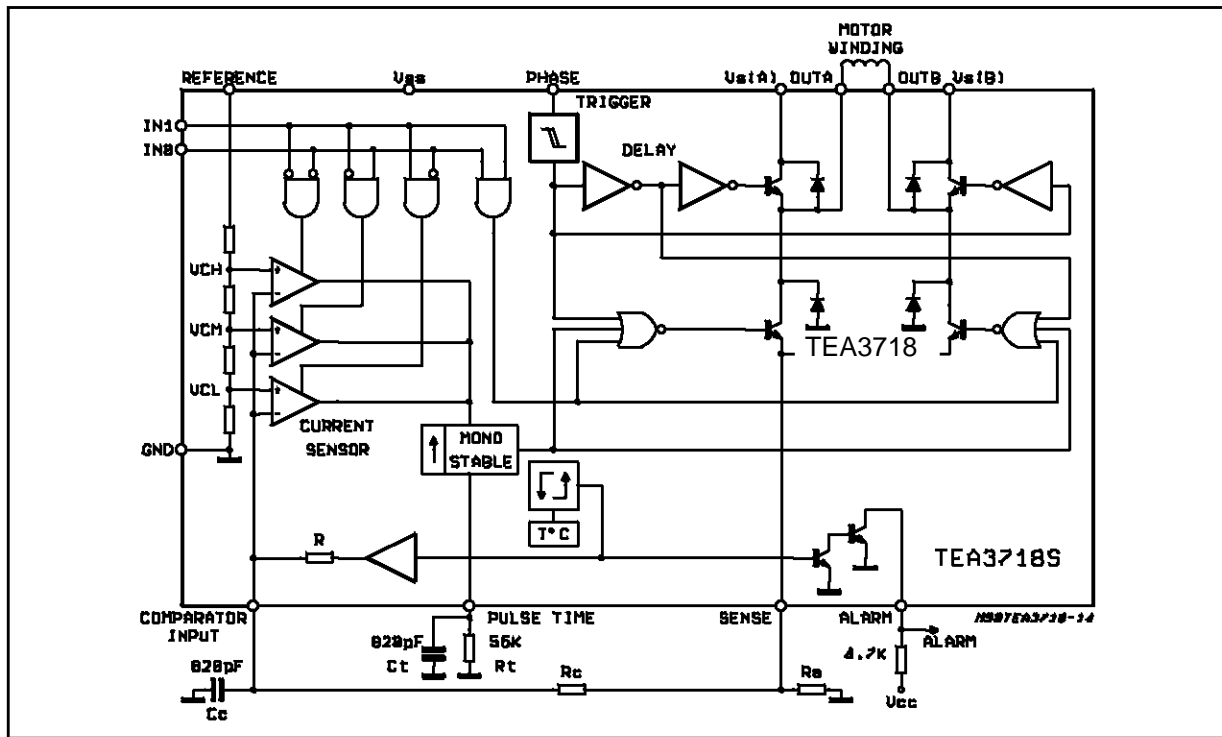 MOTOR
WINDING
REFERENCE
Vss
PHASE
Vs(A)
OUTA
OUTB
Vs(B)
TRIGGER
IN1
IN0
DELAY
VCH
VCM
TEA3718
VCL
CURRENT
SENSOR
GND
MONO
STABLE
T°C
R
TEA3718S
COMPARATOR
INPUT
PULSE TIME
SENSE
ALARM
ALARM
820pF
Ct
56K
Rt
4.7K
820pF
Cc
Rc
Rs
Vcc